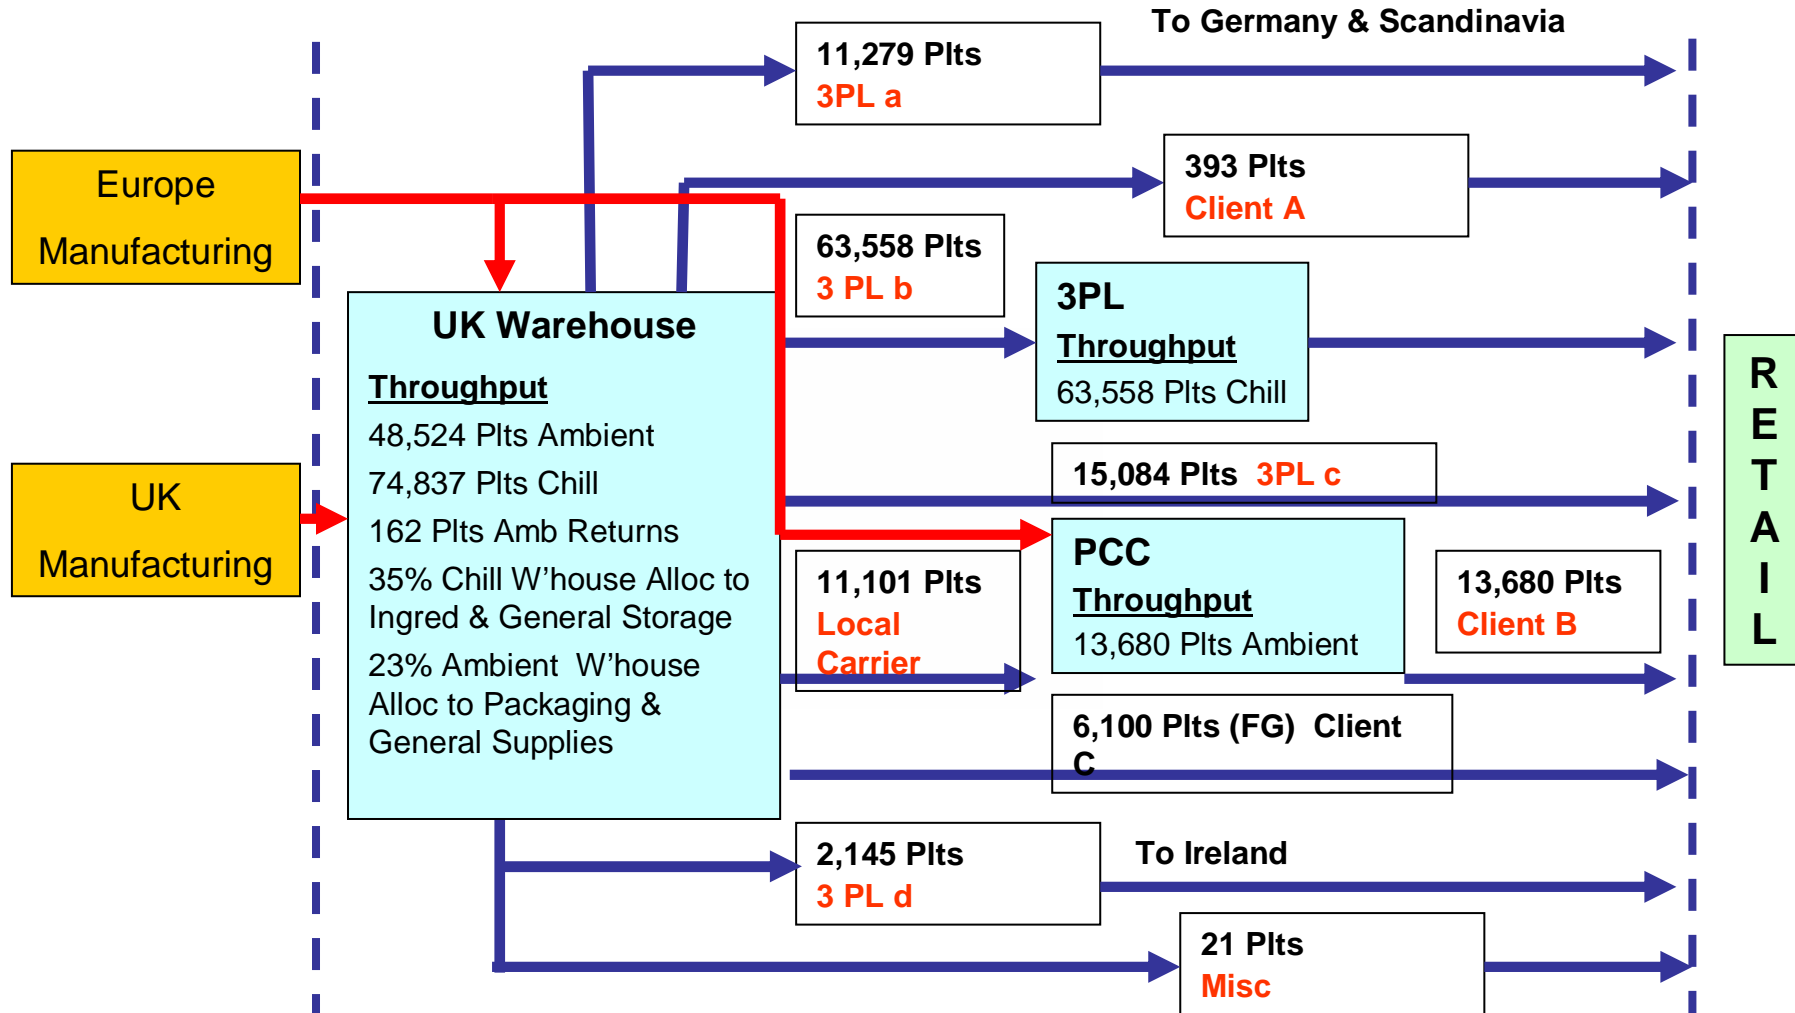 To Germany & Scandinavia
11,279 Plts
3PL a
Europe
Manufacturing
393 Plts
Client A
63,558 Plts
3 PL b
3PL
Throughput
63,558 Plts Chill
UK Warehouse
Throughput
48,524 Plts Ambient
74,837 Plts Chill
162 Plts Amb Returns
35% Chill W’house Alloc to
Ingred & General Storage
23% Ambient W’house
Alloc to Packaging &
General Supplies
UK
Manufacturing
15,084 Plts 3PL c
PCC
Throughput
13,680 Plts Ambient
11,101 Plts
Local
Carrier
13,680 Plts
Client B
6,100 Plts (FG) Client
C
2,145 Plts
3 PL d
To Ireland
21 Plts
Misc
R
E
T
A
I
L